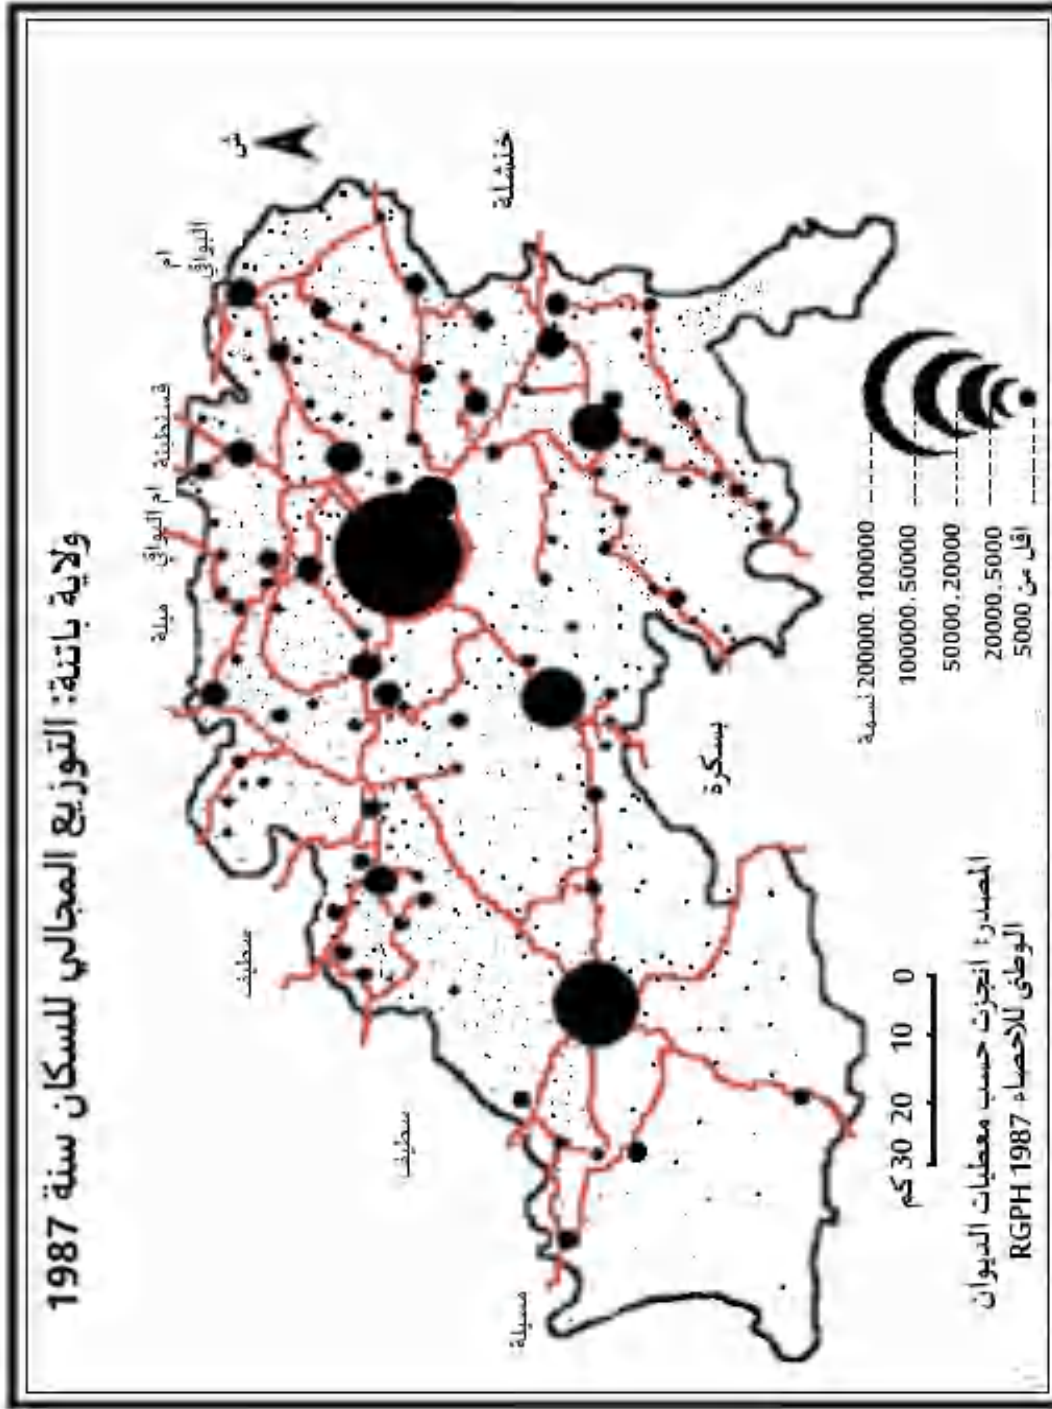 ولاية باتنة: التوزيع المجالي للسكان سنة 1987
ش
ام
البواقي
قسنطينة
ام البواقي
ميلة
سطيف
سطيف
مسيلة
خنشلة
بسكرة
200000. 100000 نسمة
100000. 50000
50000. 20000
20000. 5000
اقل من 5000
0 10 20 30 كم
المصدر: انجزت حسب معطيات الديوان
الوطني للاحصاء RGPH 1987